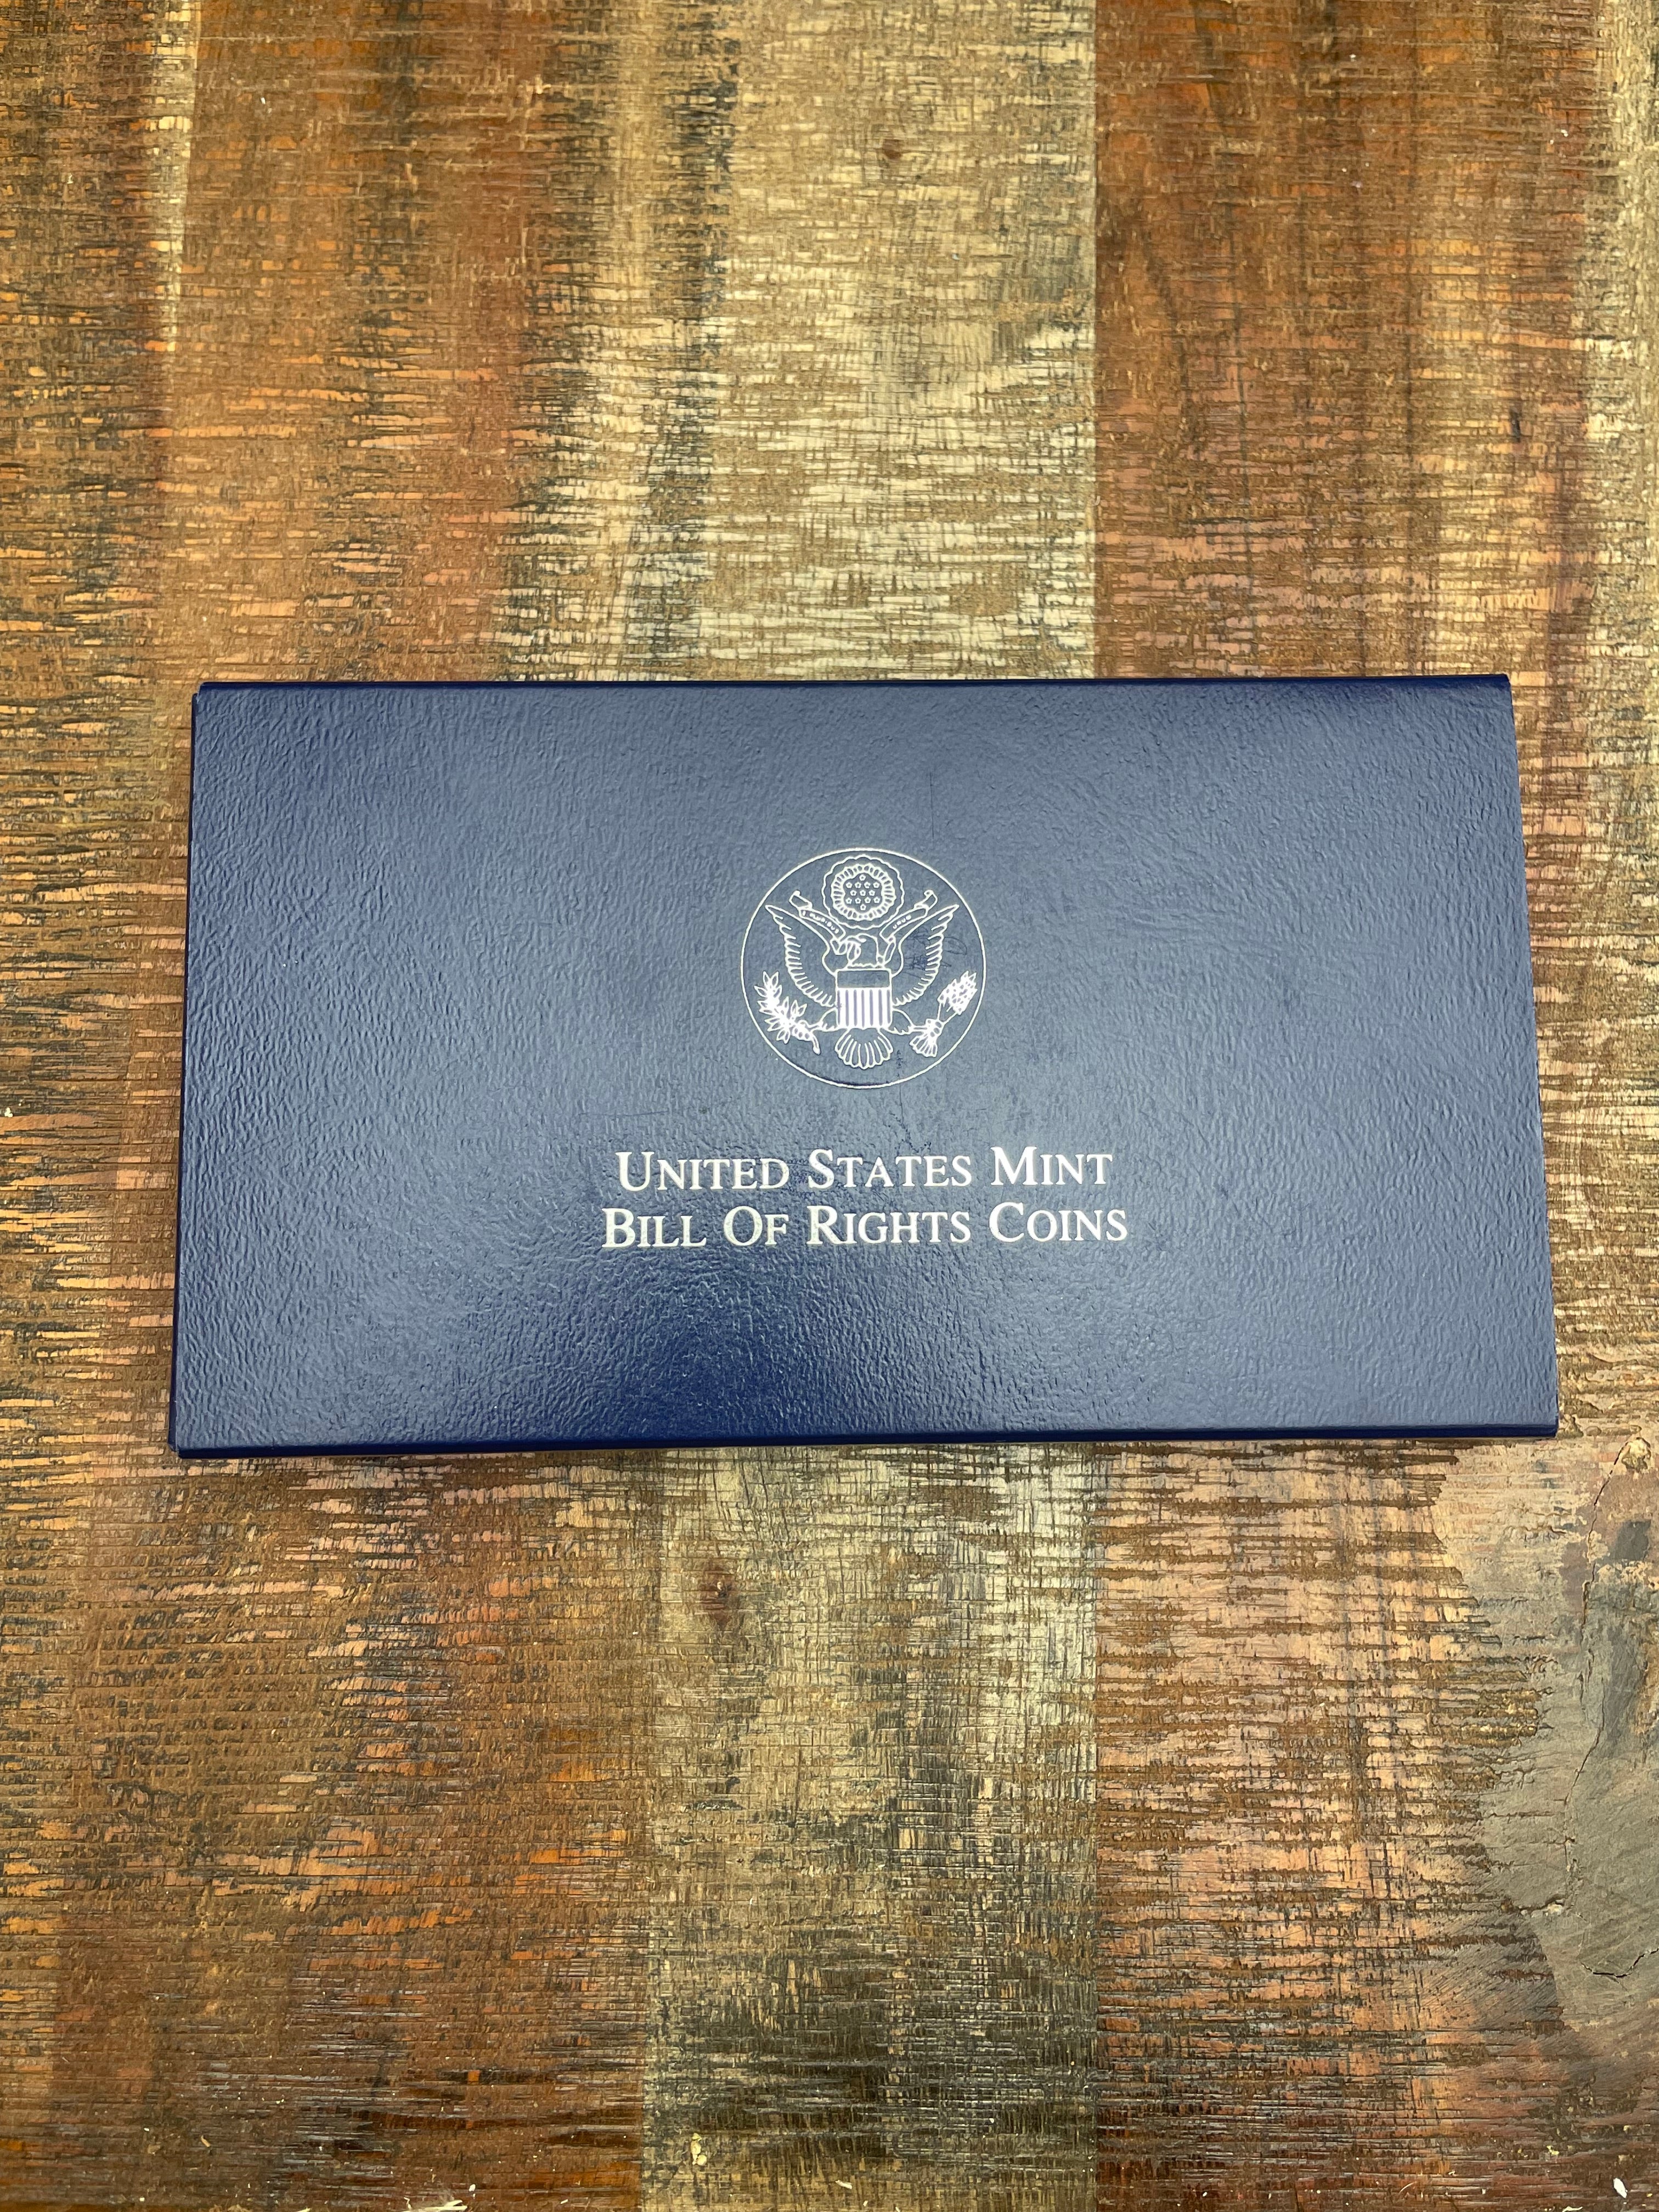 UNITED STATES MINT
BILL OF RIGHTS COINS